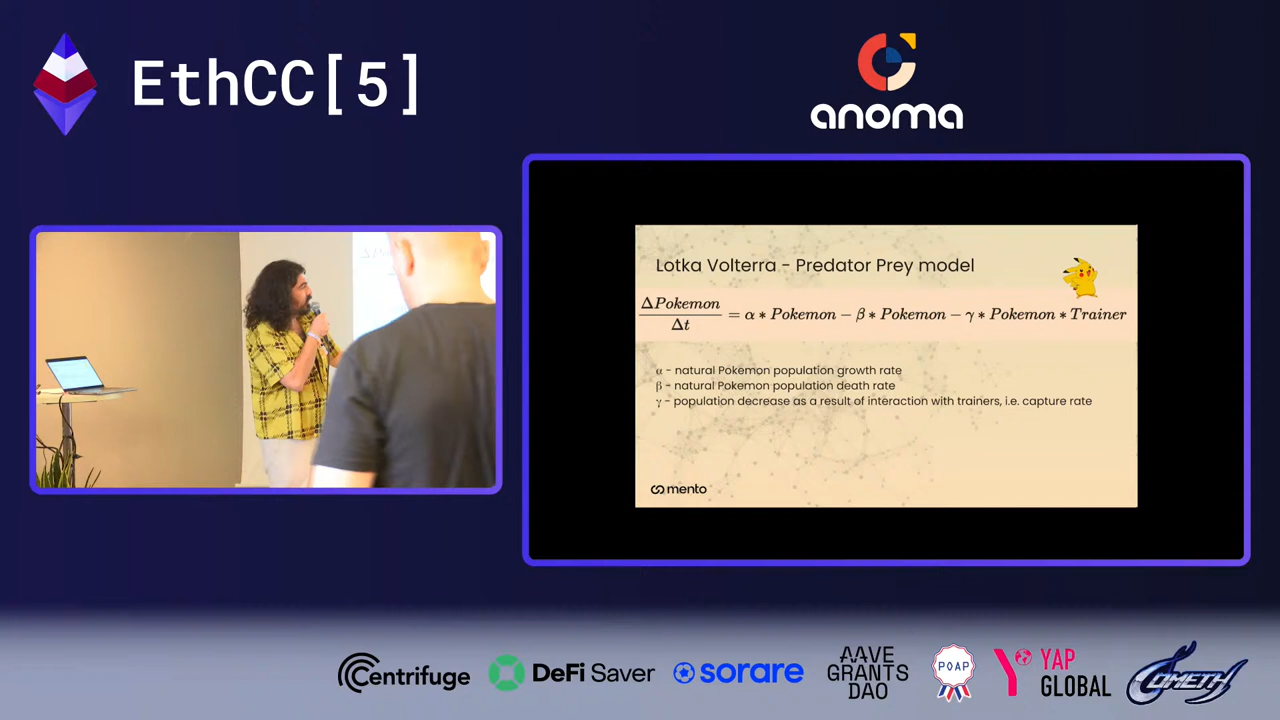 EthCC[5]
anoma
Lotka Volterra - Predator Prey model
ΔPokemon
Δt
= α ∗ Pokemon − β ∗ Pokemon − γ ∗ Pokemon ∗ Trainer
α - natural Pokemon population growth rate
β - natural Pokemon population death rate
γ - population decrease as a result of interaction with trainers, i.e. capture rate
mento
Centrifuge
DeFi Saver
sorare
AAVE
GRANTS
DAO
POAP
YAP
GLOBAL
COMETH